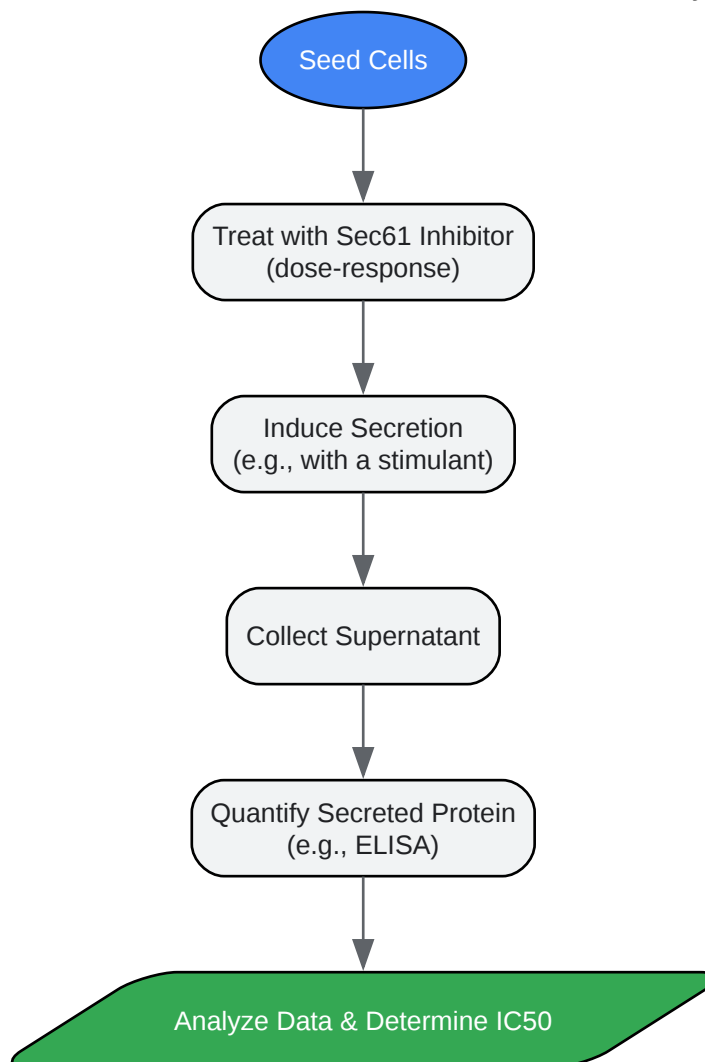 Seed Cells
Treat with Sec61 Inhibitor
(dose-response)
Induce Secretion
(e.g., with a stimulant)
Collect Supernatant
Quantify Secreted Protein
(e.g., ELISA)
Analyze Data & Determine IC50